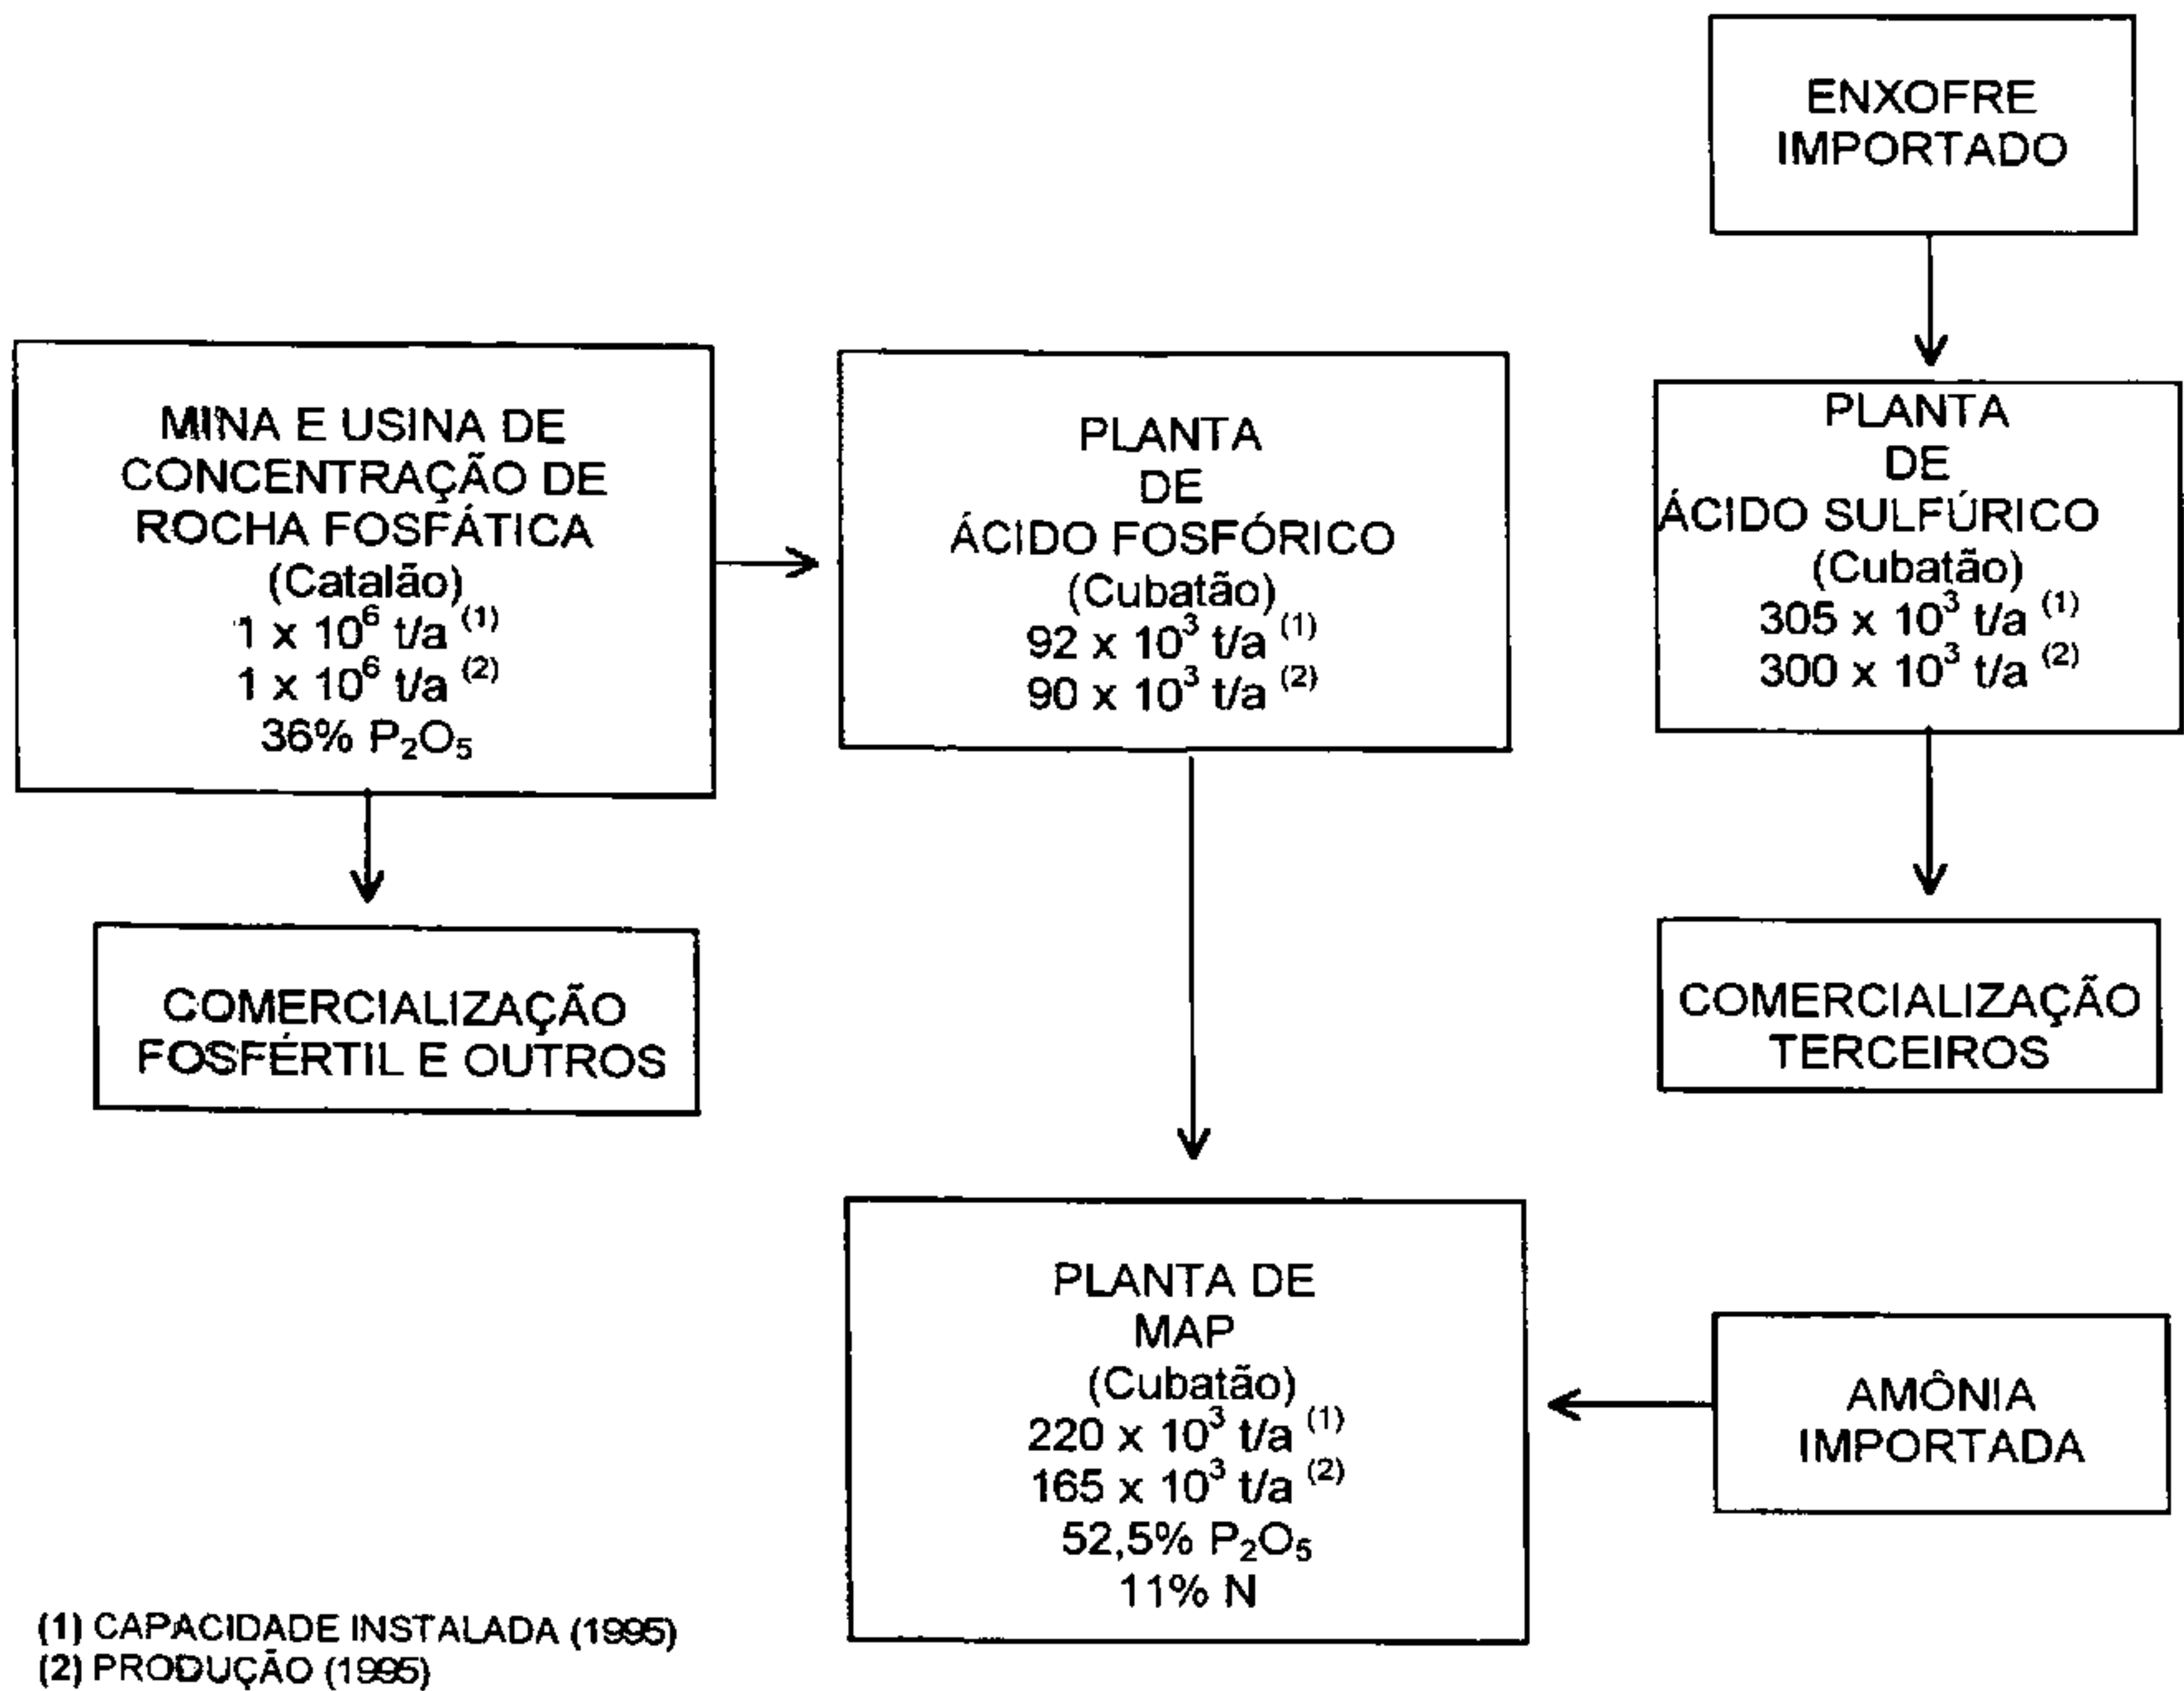 ENXOFRE
IMPORTADO
MINA E USINA DE
CONCENTRAÇÃO DE
ROCHA FOSFÁTICA
(Catalão)
1 x 10⁶ t/a ⁽¹⁾
1 x 10⁶ t/a ⁽²⁾
36% P₂O₅
PLANTA
DE
ÁCIDO FOSFÓRICO
(Cubatão)
92 x 10³ t/a ⁽¹⁾
90 x 10³ t/a ⁽²⁾
PLANTA
DE
ÁCIDO SULFÚRICO
(Cubatão)
305 x 10³ t/a ⁽¹⁾
300 x 10³ t/a ⁽²⁾
COMERCIALIZAÇÃO
FOSFÉRTIL E OUTROS
COMERCIALIZAÇÃO
TERCEIROS
PLANTA DE
MAP
(Cubatão)
220 x 10³ t/a ⁽¹⁾
165 x 10³ t/a ⁽²⁾
52,5% P₂O₅
11% N
AMÔNIA
IMPORTADA
(1) CAPACIDADE INSTALADA (1995)
(2) PRODUÇÃO (1995)